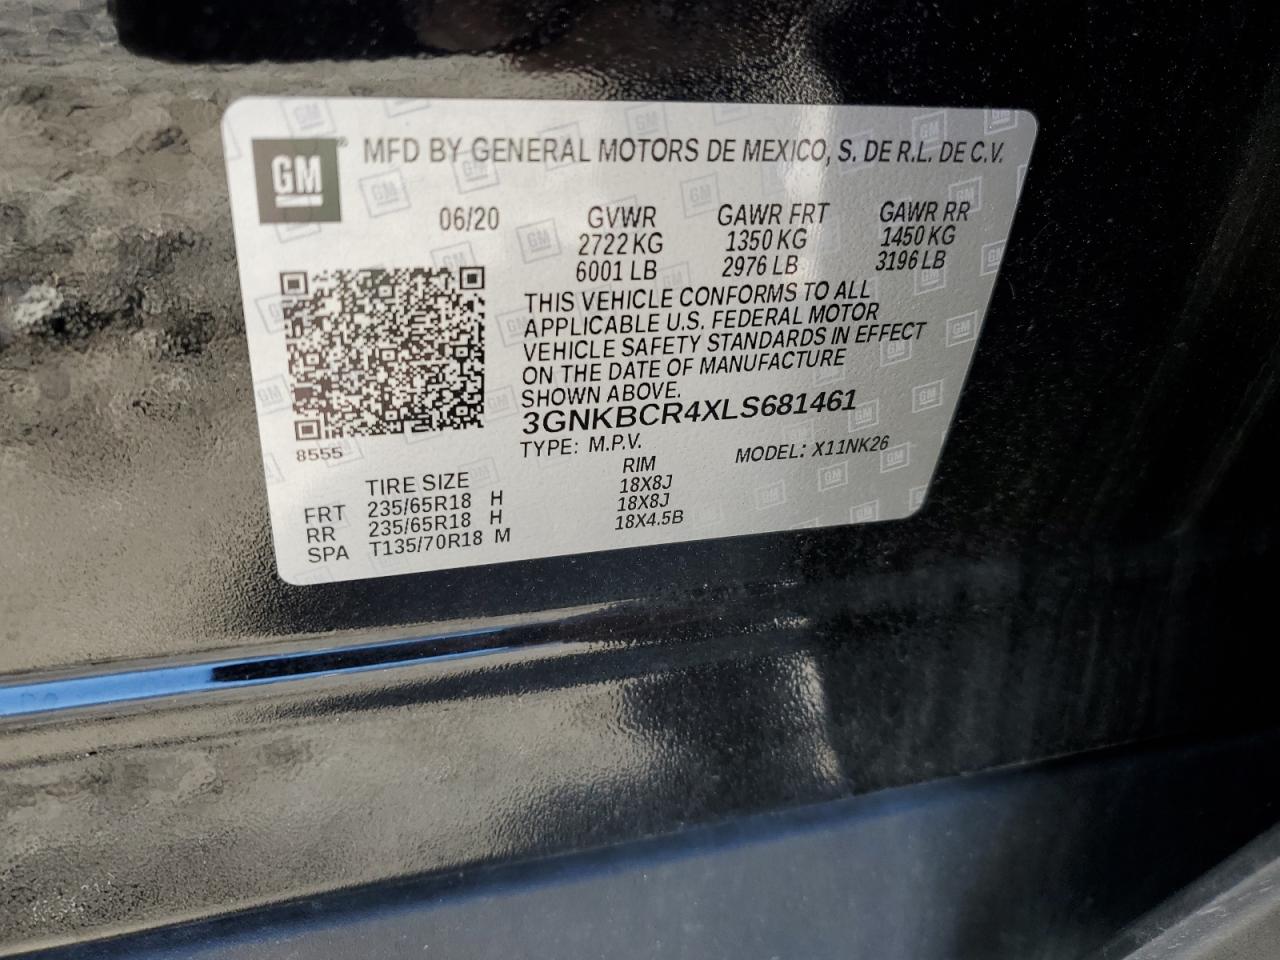 GM
MFD BY GENERAL MOTORS DE MEXICO, S. DE R.L. DE C.V.
06/20 GVWR GAWR FRT GAWR RR
2722 KG 1350 KG 1450 KG
6001 LB 2976 LB 3196 LB
THIS VEHICLE CONFORMS TO ALL
APPLICABLE U.S. FEDERAL MOTOR
VEHICLE SAFETY STANDARDS IN EFFECT
ON THE DATE OF MANUFACTURE
SHOWN ABOVE.
3GNKBCR4XLS681461
8555
TYPE: M.P.V. MODEL: X11NK26
TIRE SIZE RIM
FRT 235/65R18 H 18X8J
RR 235/65R18 H 18X8J
SPA T135/70R18 M 18X4.5B